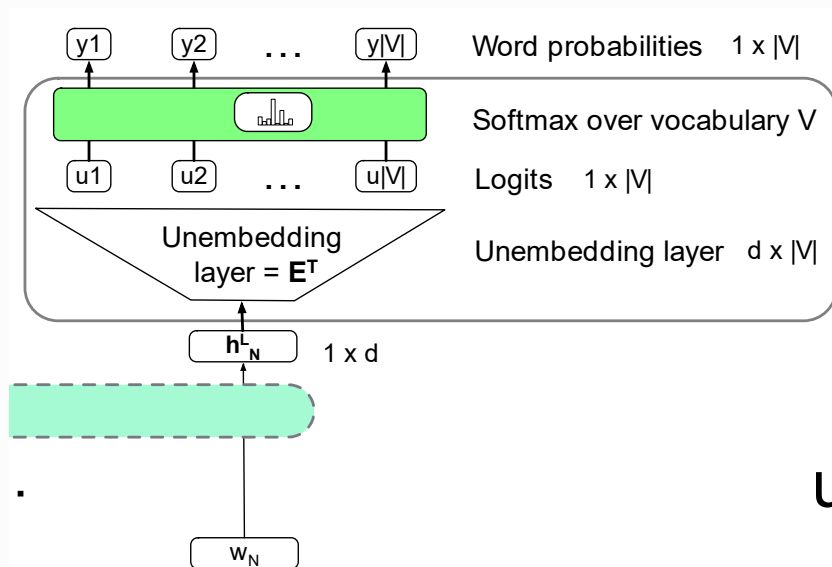 y1 y2 ... y|V| Word probabilities 1 x |V|
Softmax over vocabulary V
u1 u2 ... u|V| Logits 1 x |V|
Unembedding
layer = E^T
Unembedding layer d x |V|
h^L_N 1 x d
.
w_N